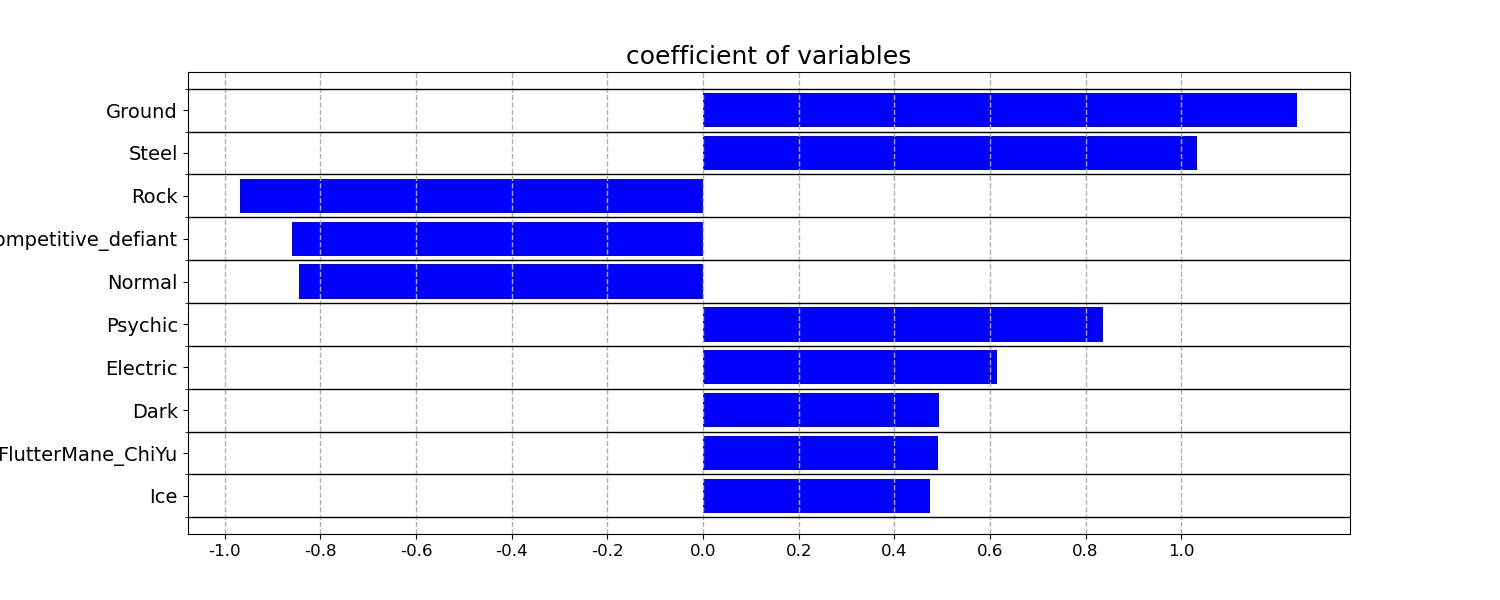 coefficient of variables
Ground
Steel
Rock
ompetitive_defiant
Normal
Psychic
Electric
Dark
FlutterMane_ChiYu
Ice
-1.0 -0.8 -0.6 -0.4 -0.2 0.0 0.2 0.4 0.6 0.8 1.0